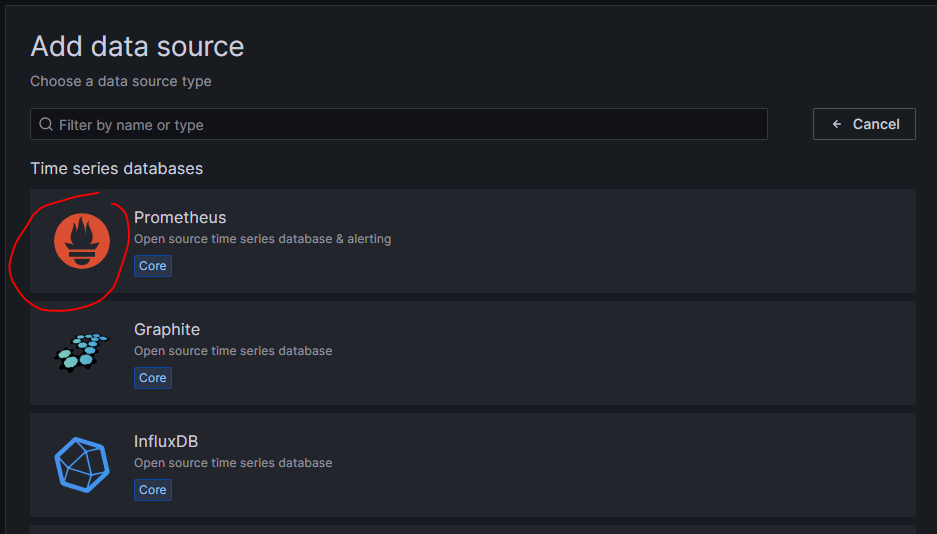 Add data source
Choose a data source type
Filter by name or type
Cancel
Time series databases
Prometheus
Open source time series database & alerting
Core
Graphite
Open source time series database
Core
InfluxDB
Open source time series database
Core